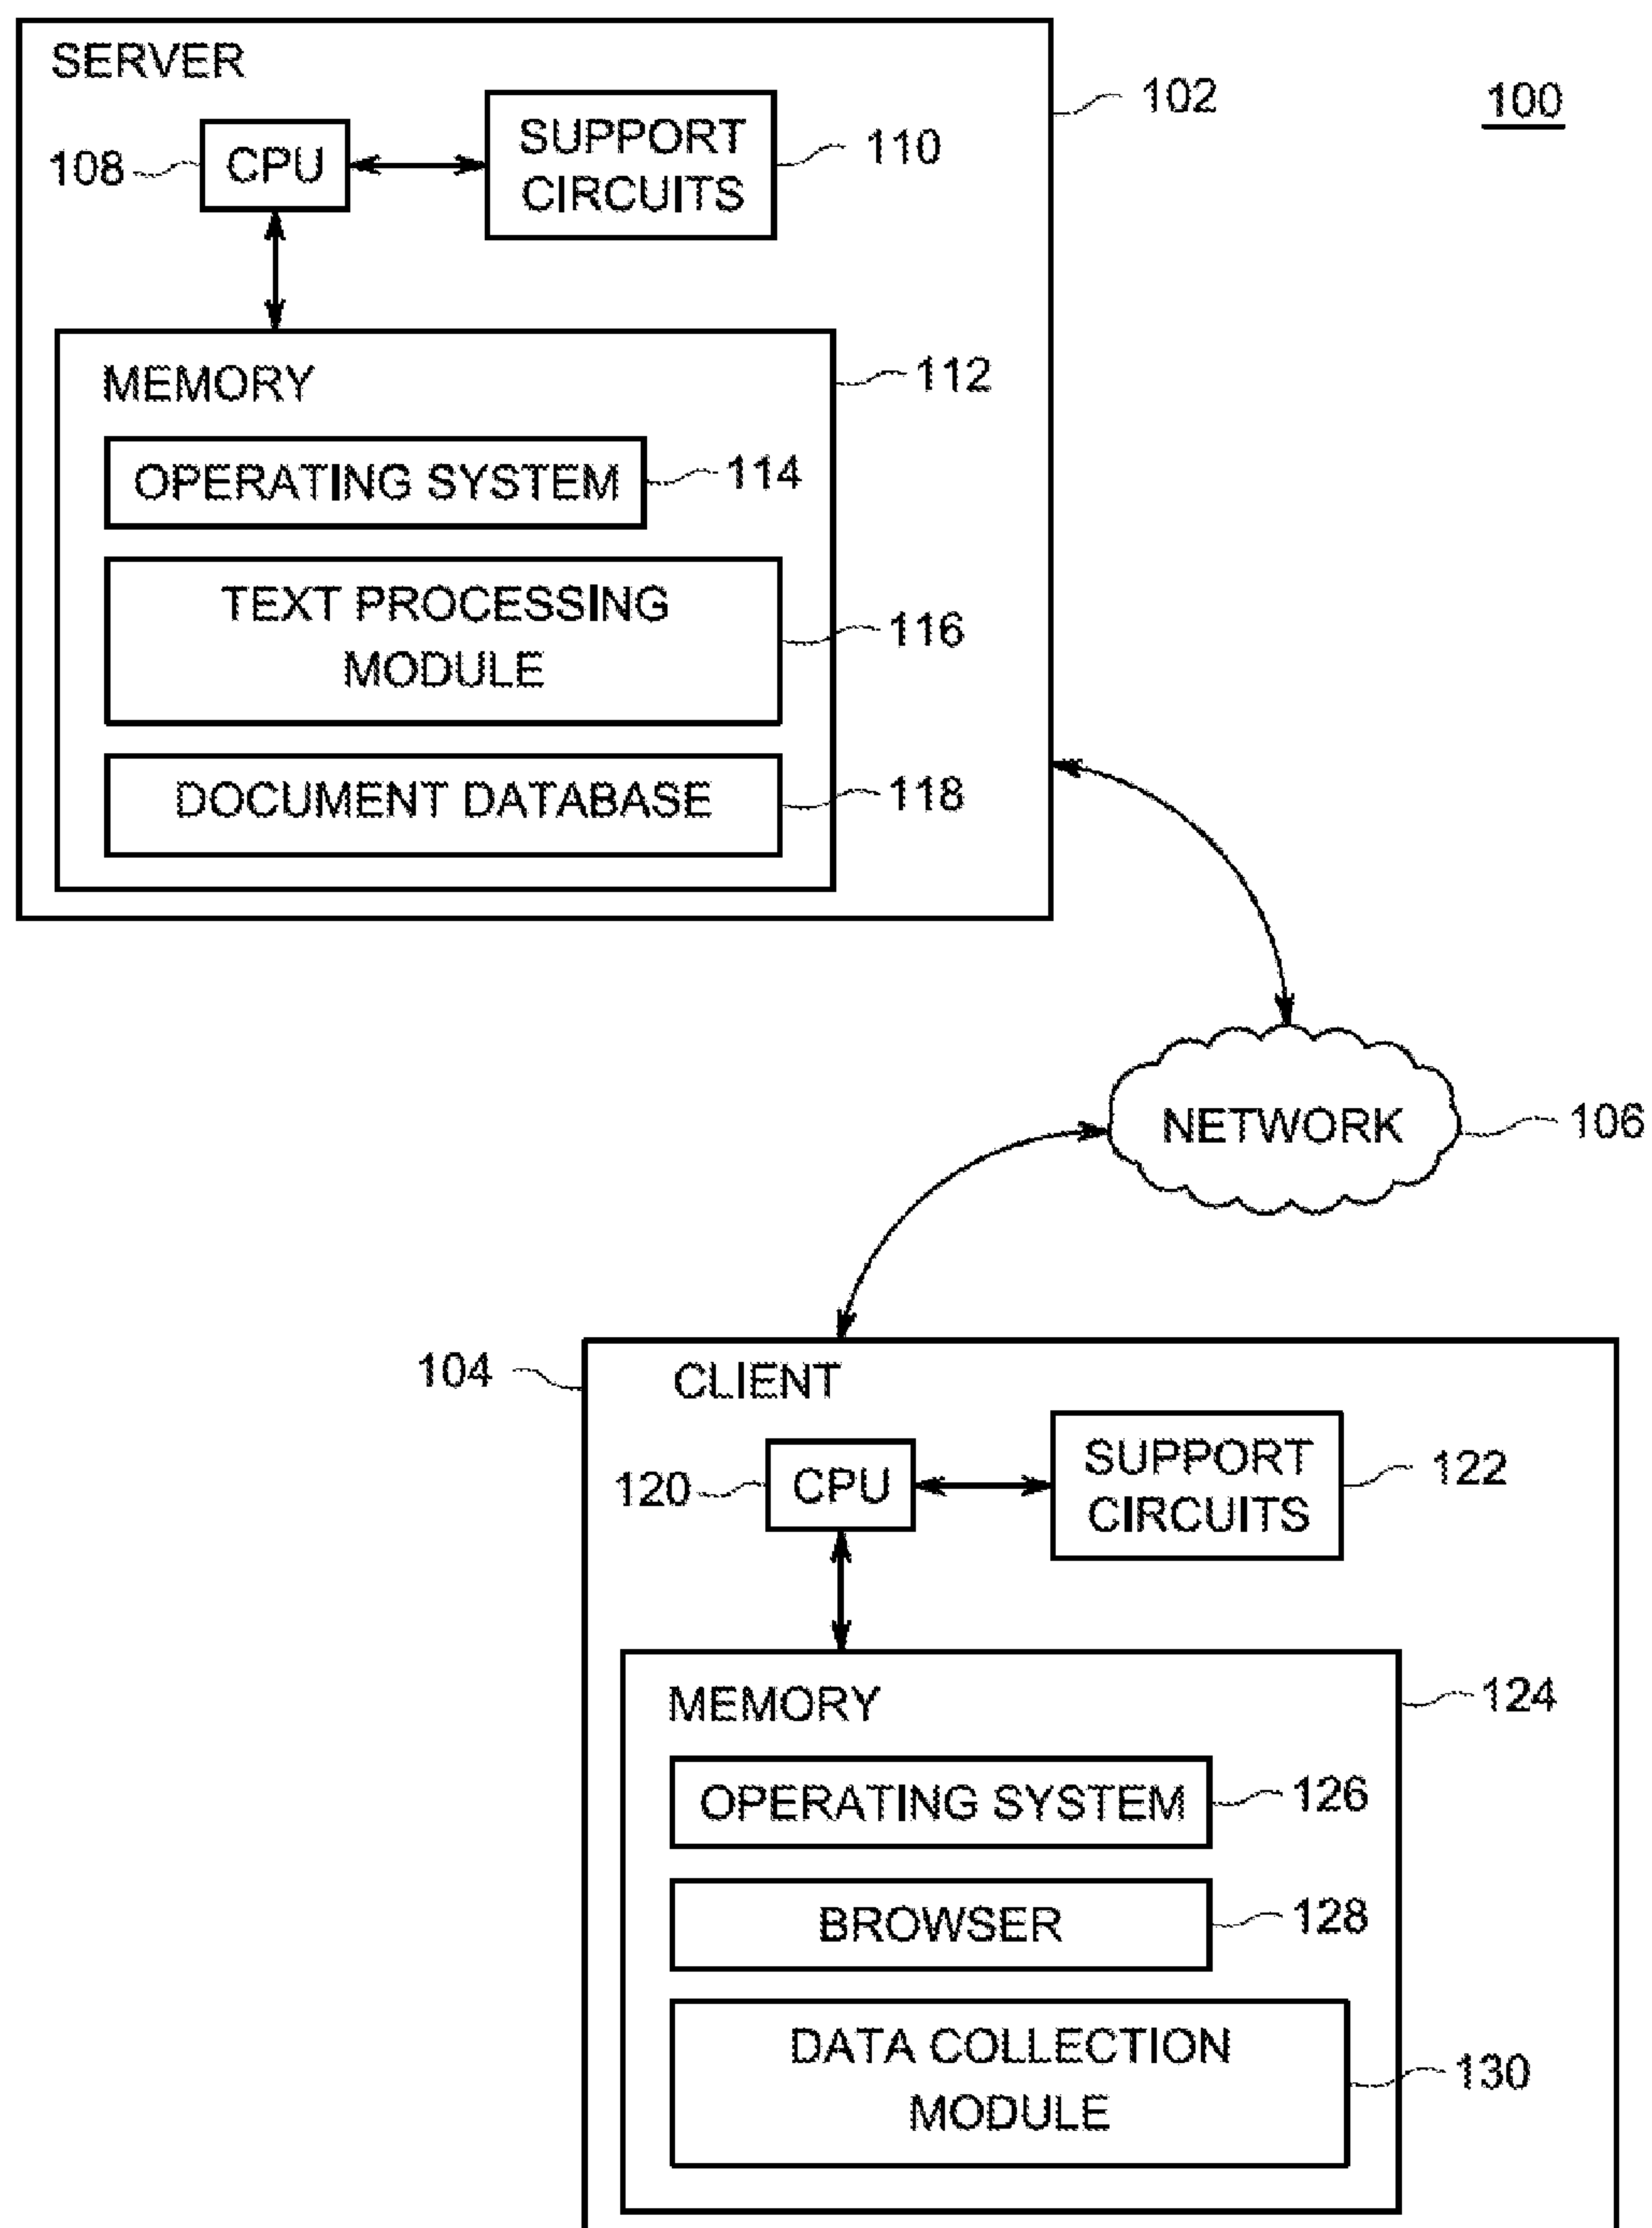 SERVER
102
100
108
CPU
SUPPORT
CIRCUITS
110
MEMORY
112
OPERATING SYSTEM
114
TEXT PROCESSING
MODULE
116
DOCUMENT DATABASE
118
NETWORK
106
104
CLIENT
120
CPU
SUPPORT
CIRCUITS
122
MEMORY
124
OPERATING SYSTEM
126
BROWSER
128
DATA COLLECTION
MODULE
130